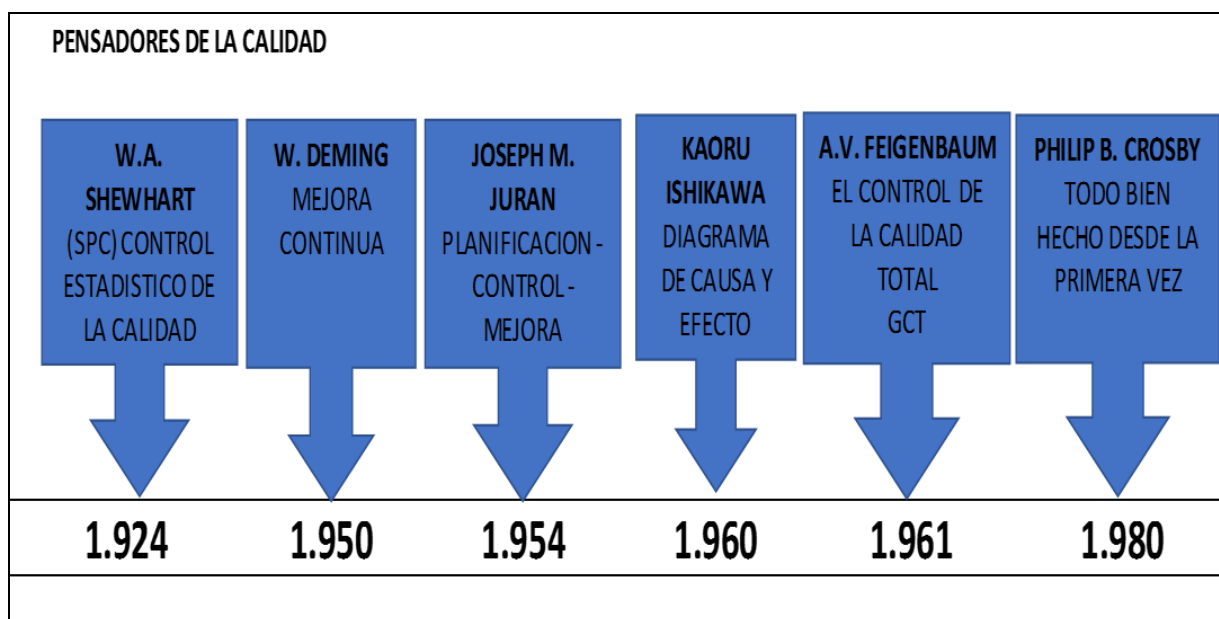 PENSADORES DE LA CALIDAD
W.A.
SHEWHART
(SPC) CONTROL
ESTADISTICO DE
LA CALIDAD
W. DEMING
MEJORA
CONTINUA
JOSEPH M.
JURAN
PLANIFICACION -
CONTROL -
MEJORA
KAORU
ISHIKAWA
DIAGRAMA
DE CAUSA Y
EFECTO
A.V. FEIGENBAUM
EL CONTROL DE
LA CALIDAD
TOTAL
GCT
PHILIP B. CROSBY
TODO BIEN
HECHO DESDE LA
PRIMERA VEZ
1.924 1.950 1.954 1.960 1.961 1.980